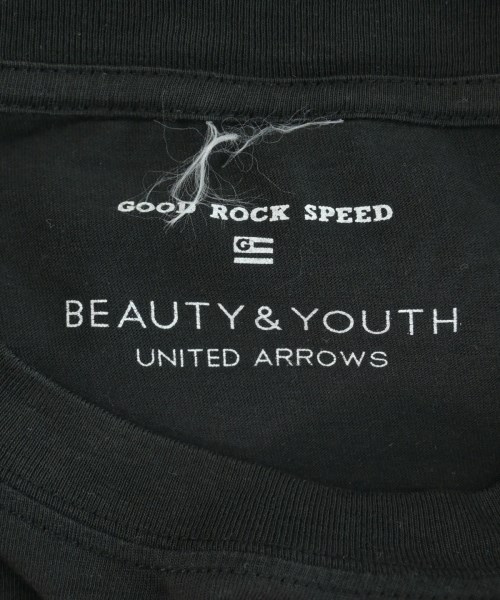 GOOD ROCK SPEED
G
BEAUTY & YOUTH
UNITED ARROWS